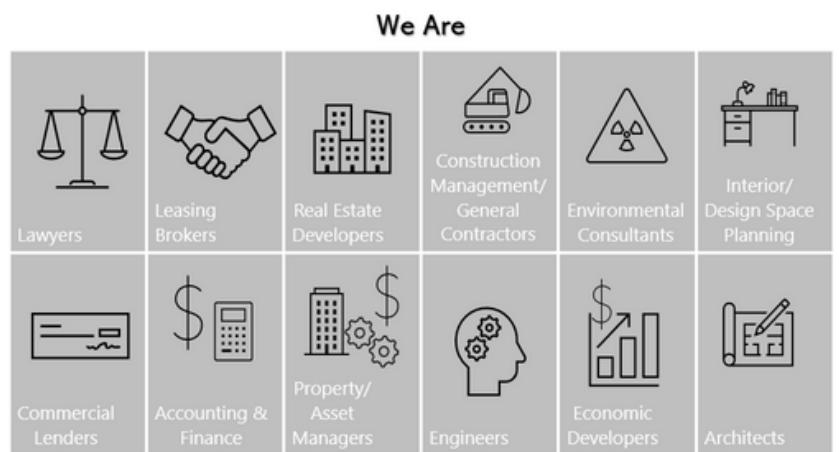 We Are
Lawyers
Leasing
Brokers
Real Estate
Developers
Construction
Management/
General
Contractors
Environmental
Consultants
Interior/
Design Space
Planning
Commercial
Lenders
Accounting &
Finance
Property/
Asset
Managers
Engineers
Economic
Developers
Architects